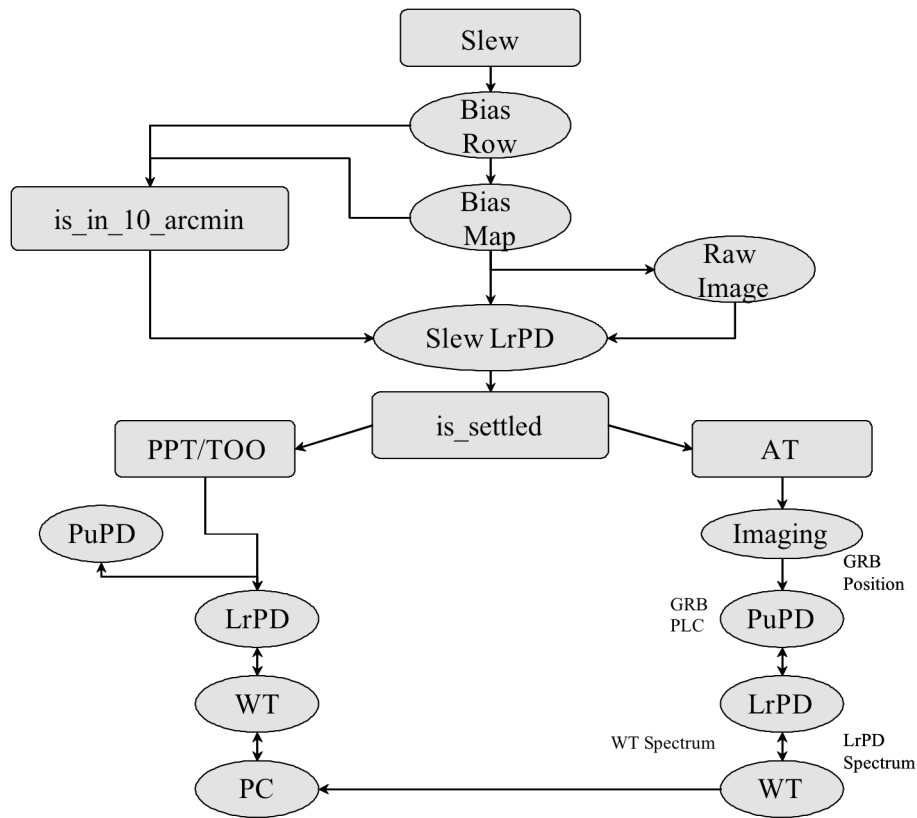 Slew
Bias
Row
is_in_10_arcmin
Bias
Map
Raw
Image
Slew LrPD
is_settled
PPT/TOO
AT
PuPD
Imaging
GRB
Position
LrPD
GRB
PLC
PuPD
WT
LrPD
WT Spectrum
LrPD
Spectrum
PC
WT